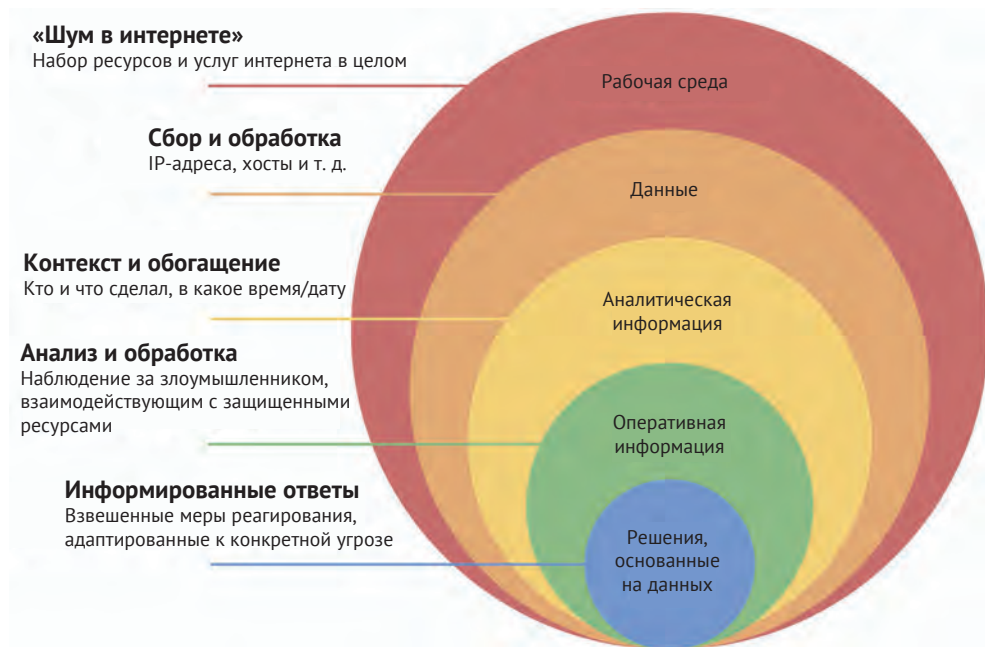 «Шум в интернете»
Набор ресурсов и услуг интернета в целом
Рабочая среда
Сбор и обработка
IP-адреса, хосты и т. д.
Данные
Контекст и обогащение
Кто и что сделал, в какое время/дату
Аналитическая
информация
Анализ и обработка
Наблюдение за злоумышленником,
взаимодействующим с защищенными
ресурсами
Оперативная
информация
Информированные ответы
Взвешенные меры реагирования,
адаптированные к конкретной угрозе
Решения,
основанные
на данных